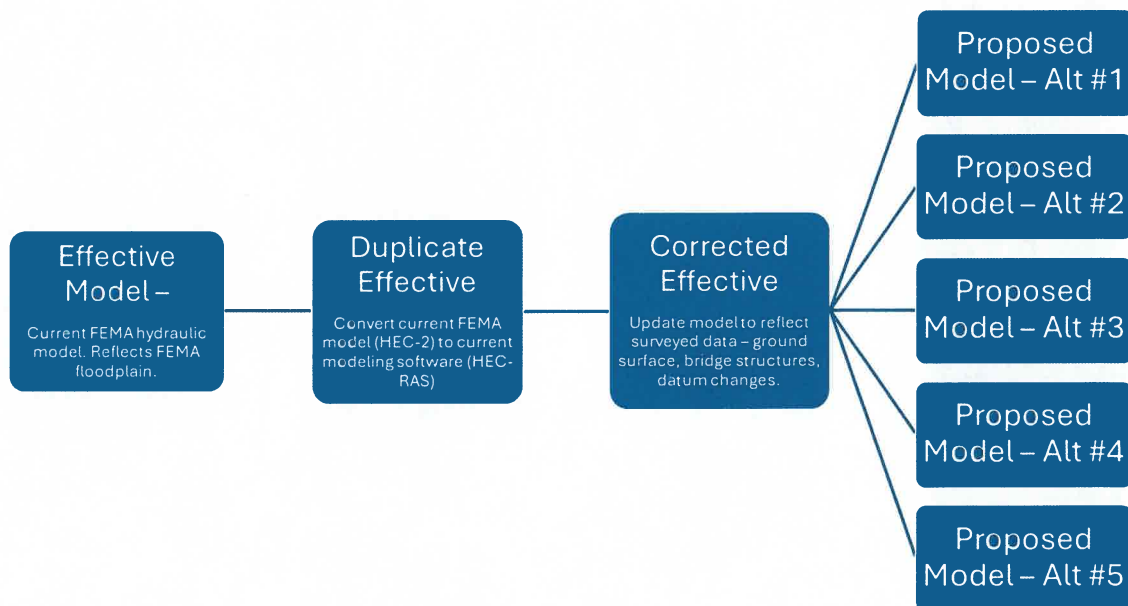 Effective
Model –
Current FEMA hydraulic
model. Reflects FEMA
floodplain.
Duplicate
Effective
Convert current FEMA
model (HEC-2) to current
modeling software (HEC-
RAS)
Corrected
Effective
Update model to reflect
surveyed data – ground
surface, bridge structures,
datum changes.
Proposed
Model – Alt #1
Proposed
Model – Alt #2
Proposed
Model – Alt #3
Proposed
Model – Alt #4
Proposed
Model – Alt #5